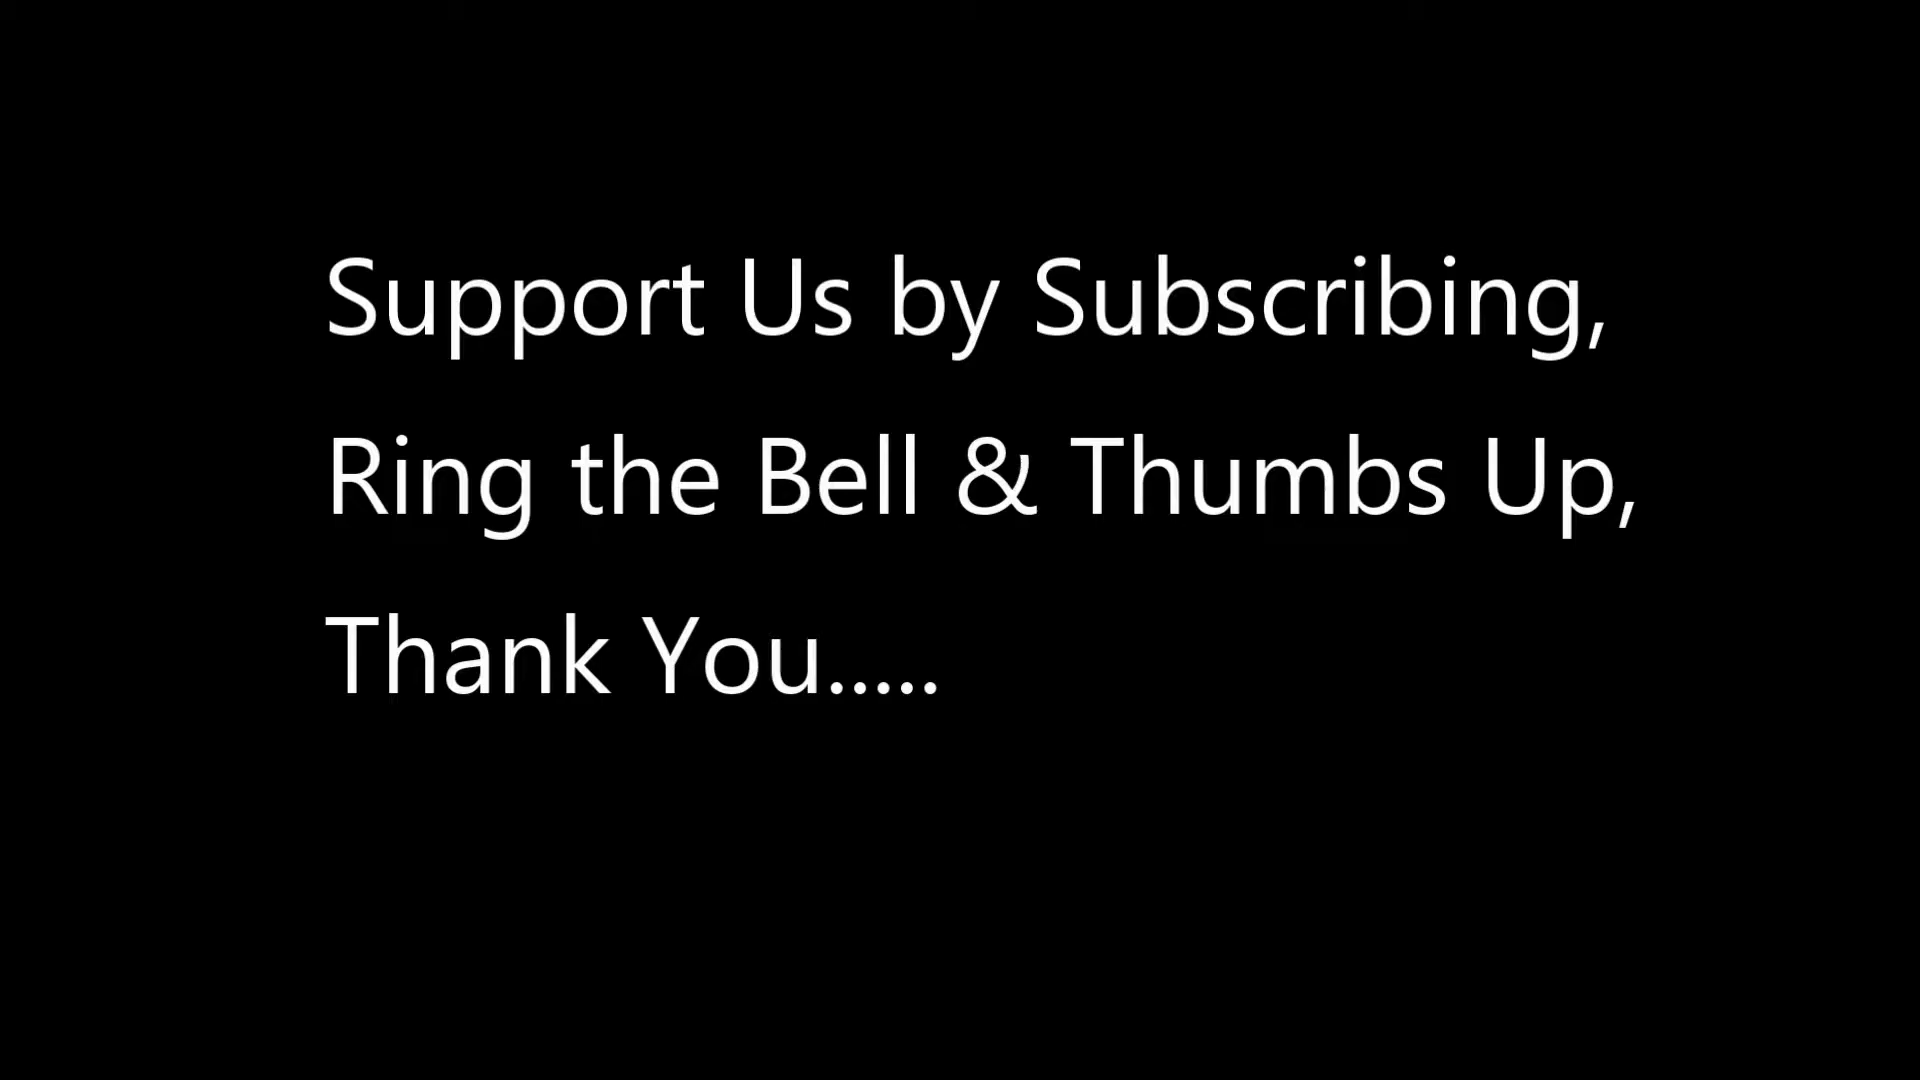 Support Us by Subscribing,
Ring the Bell & Thumbs Up,
Thank You.....